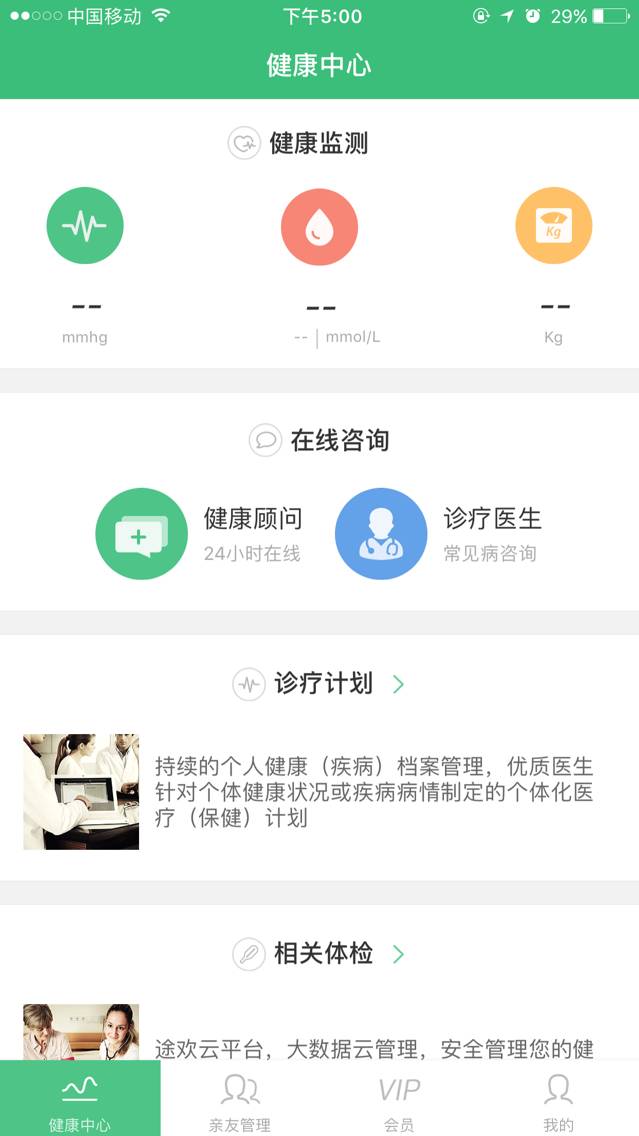 中国移动
下午5:00
29%
健康中心
健康监测
Kg
--
--
--
mmhg
-- | mmol/L
Kg
在线咨询
健康顾问
24小时在线
诊疗医生
常见病咨询
诊疗计划
持续的个人健康（疾病）档案管理，优质医生
针对个体健康状况或疾病病情制定的个体化医
疗（保健）计划
相关体检
途欢云平台，大数据云管理，安全管理您的健
健康中心
亲友管理
VIP
会员
我的